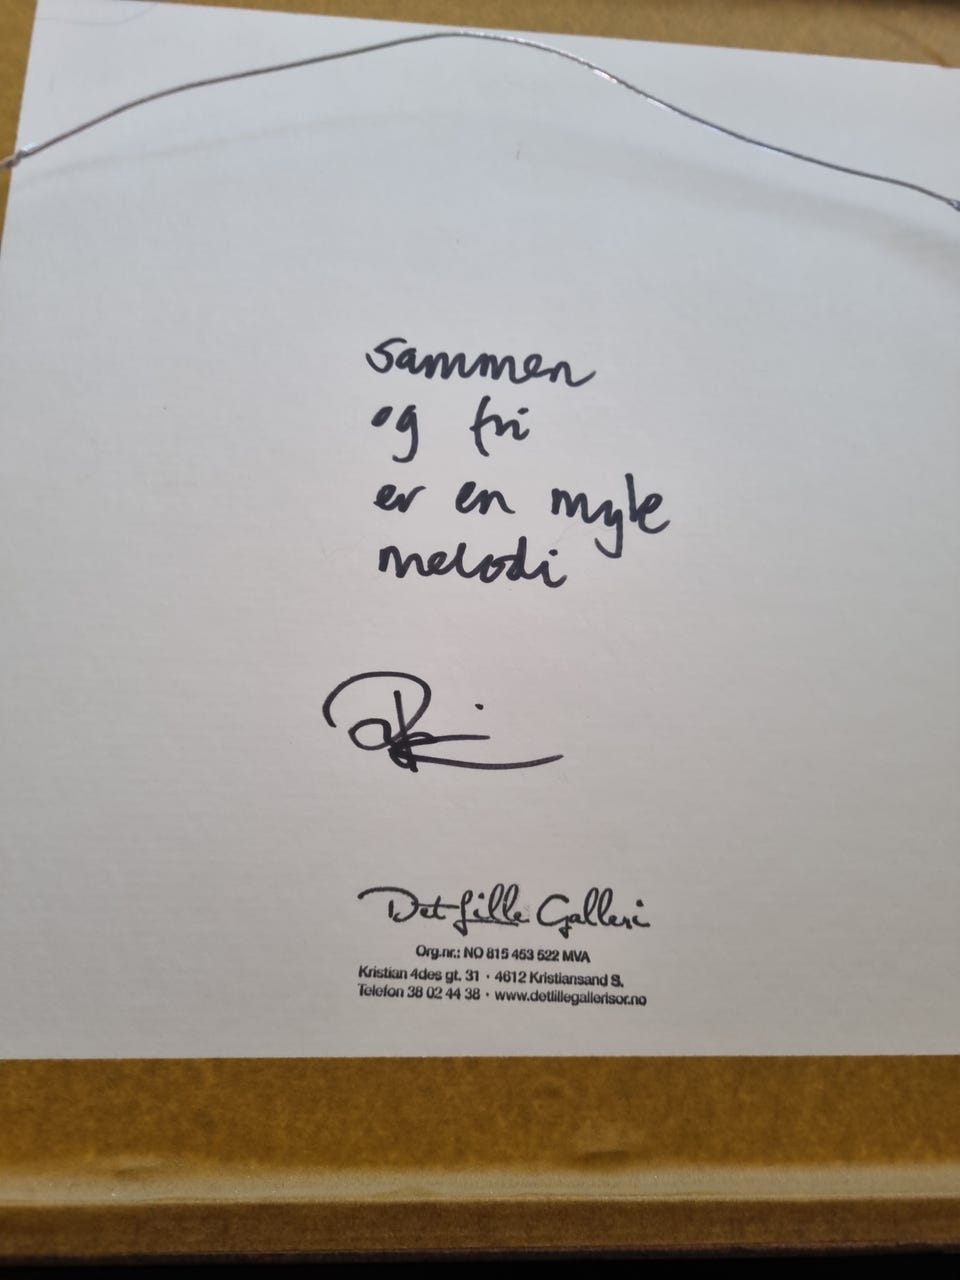 sammen
og fri
er en myk
melodi
Det Lille Galleri
Org.nr.: NO 815 453 522 MVA
Kristian 4des gt. 31 · 4612 Kristiansand S.
Telefon 38 02 44 38 · www.detlillegallerisor.no